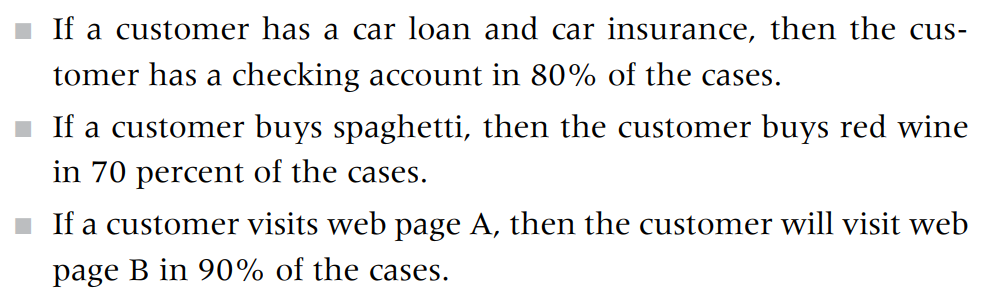 ■ If a customer has a car loan and car insurance, then the cus-
tomer has a checking account in 80% of the cases.
■ If a customer buys spaghetti, then the customer buys red wine
in 70 percent of the cases.
■ If a customer visits web page A, then the customer will visit web
page B in 90% of the cases.